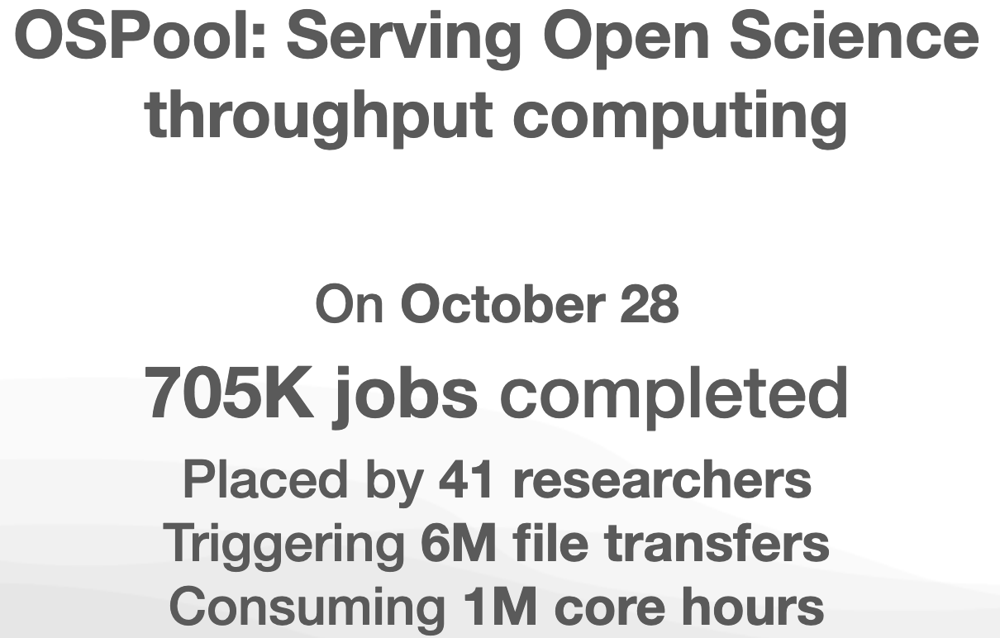 OSPool: Serving Open Science
throughput computing
On October 28
705K jobs completed
Placed by 41 researchers
Triggering 6M file transfers
Consuming 1M core hours